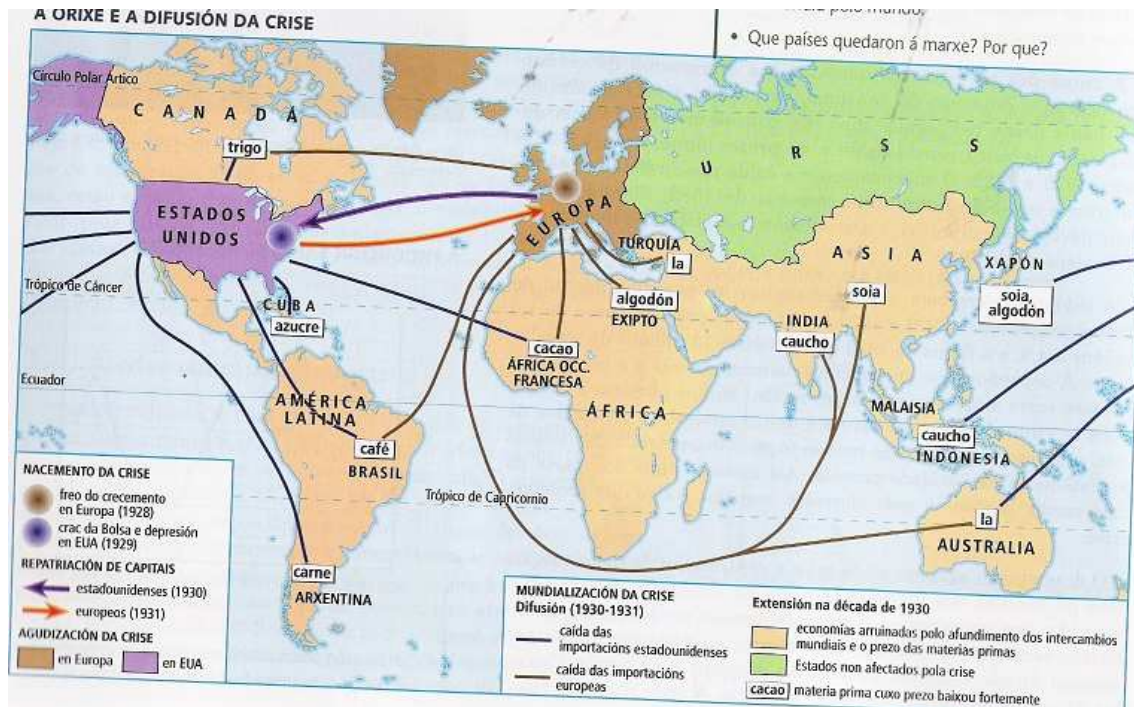 A ORIXE E A DIFUSIÓN DA CRISE
polo mundo.
• Que países quedaron á marxe? Por que?
Círculo Polar Ártico
CANADÁ
trigo
ESTADOS
UNIDOS
Trópico de Cáncer
CUBA
azucre
Ecuador
AMÉRICA
LATINA
café
BRASIL
carne
ARXENTINA
Trópico de Capricornio
EUROPA
URSS
TURQUÍA
la
algodón
EXIPTO
cacao
ÁFRICA OCC.
FRANCESA
ÁFRICA
ASIA
soia
INDIA
caucho
XAPÓN
soia,
algodón
MALAISIA
caucho
INDONESIA
la
AUSTRALIA
NACEMENTO DA CRISE
freo do crecemento
en Europa (1928)
crac da Bolsa e depresión
en EUA (1929)
REPATRIACIÓN DE CAPITAIS
estadounidenses (1930)
europeos (1931)
AGUDIZACIÓN DA CRISE
en Europa
en EUA
MUNDIALIZACIÓN DA CRISE
Difusión (1930-1931)
caída das
importacións estadounidenses
caída das importacións
europeas
Extensión na década de 1930
economías arruinadas polo afundimento dos intercambios
mundiais e o prezo das materias primas
Estados non afectados pola crise
cacao materia prima cuxo prezo baixou fortemente